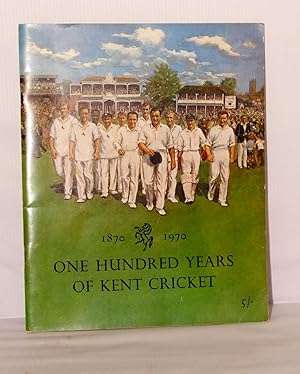 1870 1970
ONE HUNDRED YEARS
OF KENT CRICKET
5/-